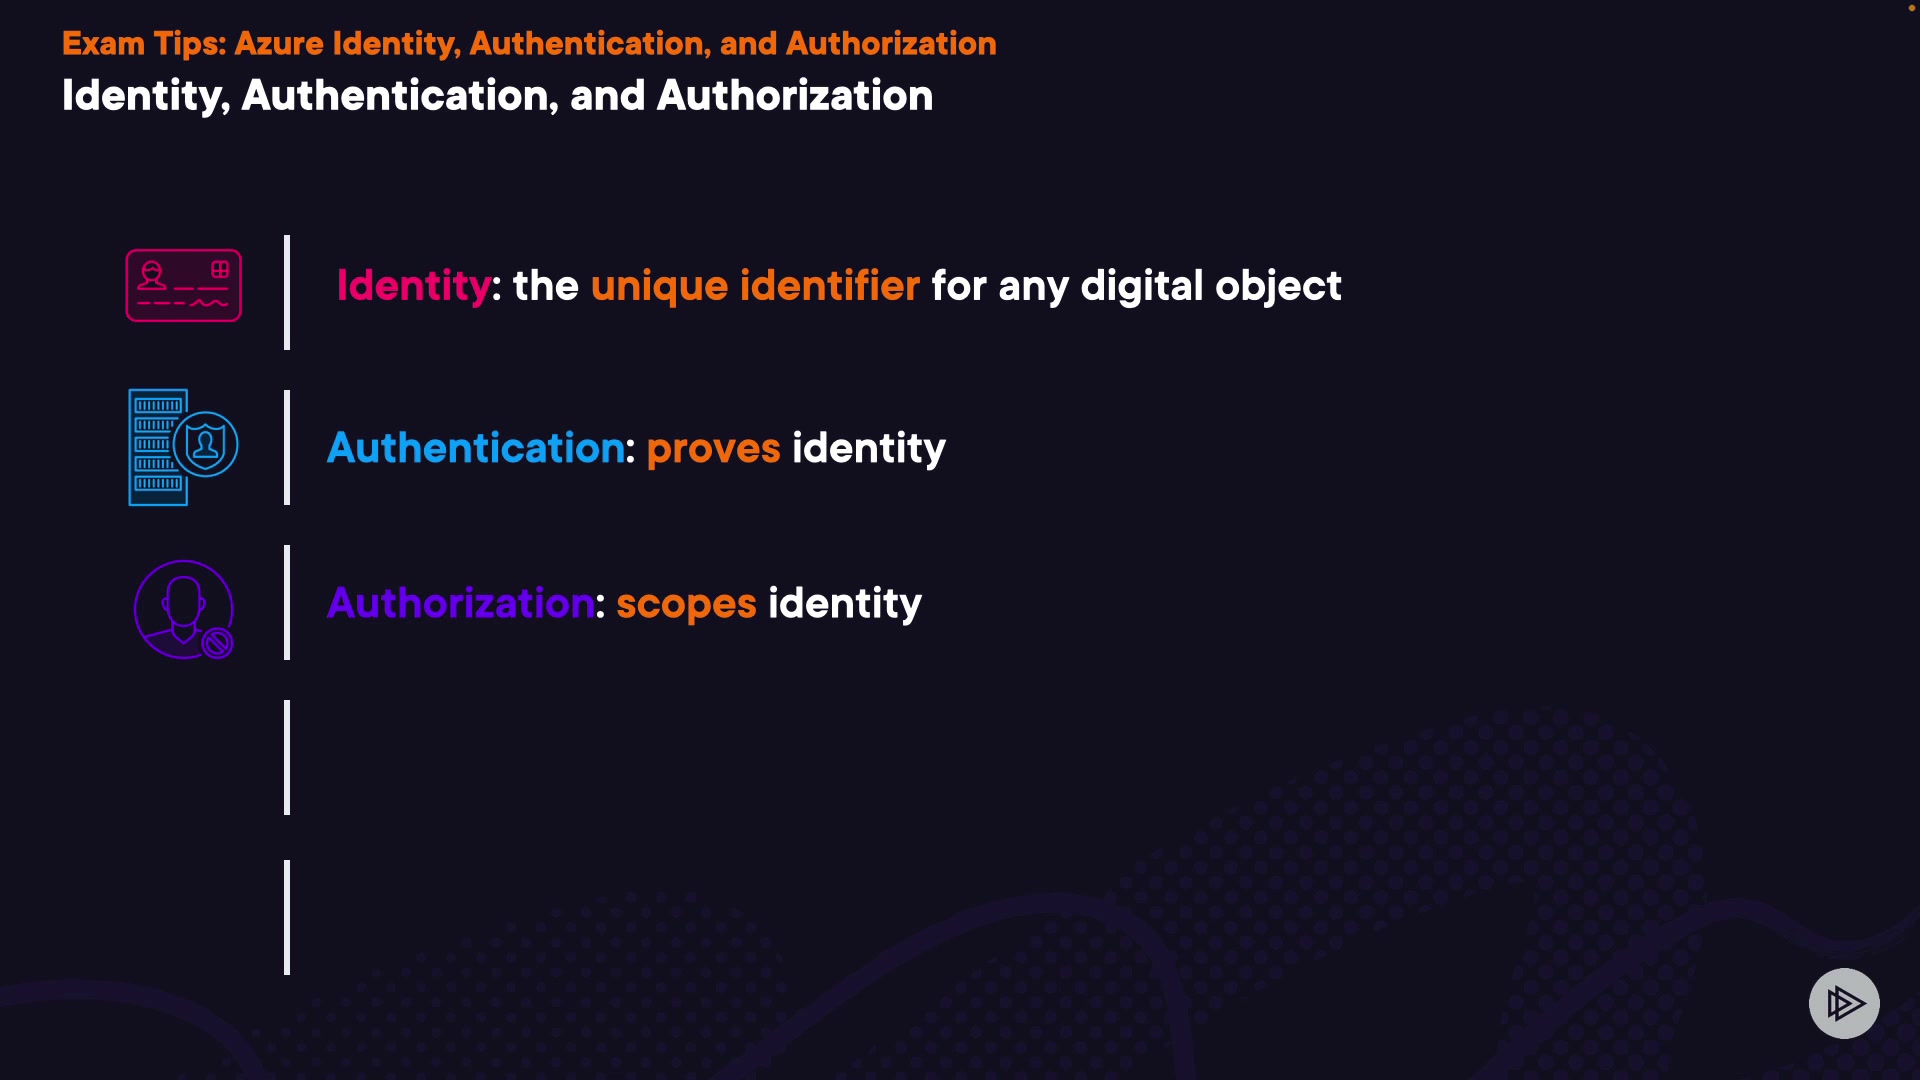 Exam Tips: Azure Identity, Authentication, and Authorization
Identity, Authentication, and Authorization
Identity: the unique identifier for any digital object
Authentication: proves identity
Authorization: scopes identity